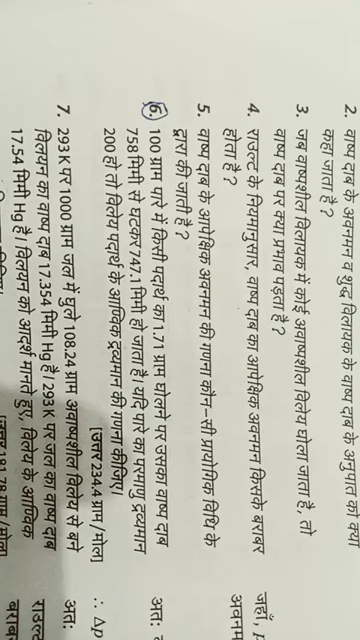 2. वाष्प दाब के अवनमन व शुद्ध विलायक के वाष्प दाब के अनुपात को क्या
कहा जाता है ?
3. जब वाष्पशील विलायक में कोई अवाष्पशील विलेय घोला जाता है, तो
वाष्प दाब पर क्या प्रभाव पड़ता है ?
4. राउल्ट के नियमानुसार, वाष्प दाब का आपेक्षिक अवनमन किसके बराबर
होता है ?
5. वाष्प दाब के आपेक्षिक अवनमन की गणना कौन-सी प्रायोगिक विधि के
द्वारा की जाती है ?
6. 100 ग्राम पारे में किसी पदार्थ का 1.71 ग्राम घोलने पर उसका वाष्प दाब
758 मिमी से घटकर 747.1 मिमी हो जाता है। यदि पारे का परमाणु द्रव्यमान
200 हो तो विलेय पदार्थ के आण्विक द्रव्यमान की गणना कीजिए।
[उत्तर 234.4 ग्राम / मोल]
7. 293 K पर 1000 ग्राम जल में घुले 108.24 ग्राम अवाष्पशील विलेय से बने
विलयन का वाष्प दाब 17.354 मिमी Hg है। 293 K पर जल का वाष्प दाब
17.54 मिमी Hg है। विलयन को आदर्श मानते हुए, विलेय के आण्विक
जहाँ,
अवनम
अतः
∴ Δp
अतः
राउल्ट
बराबर